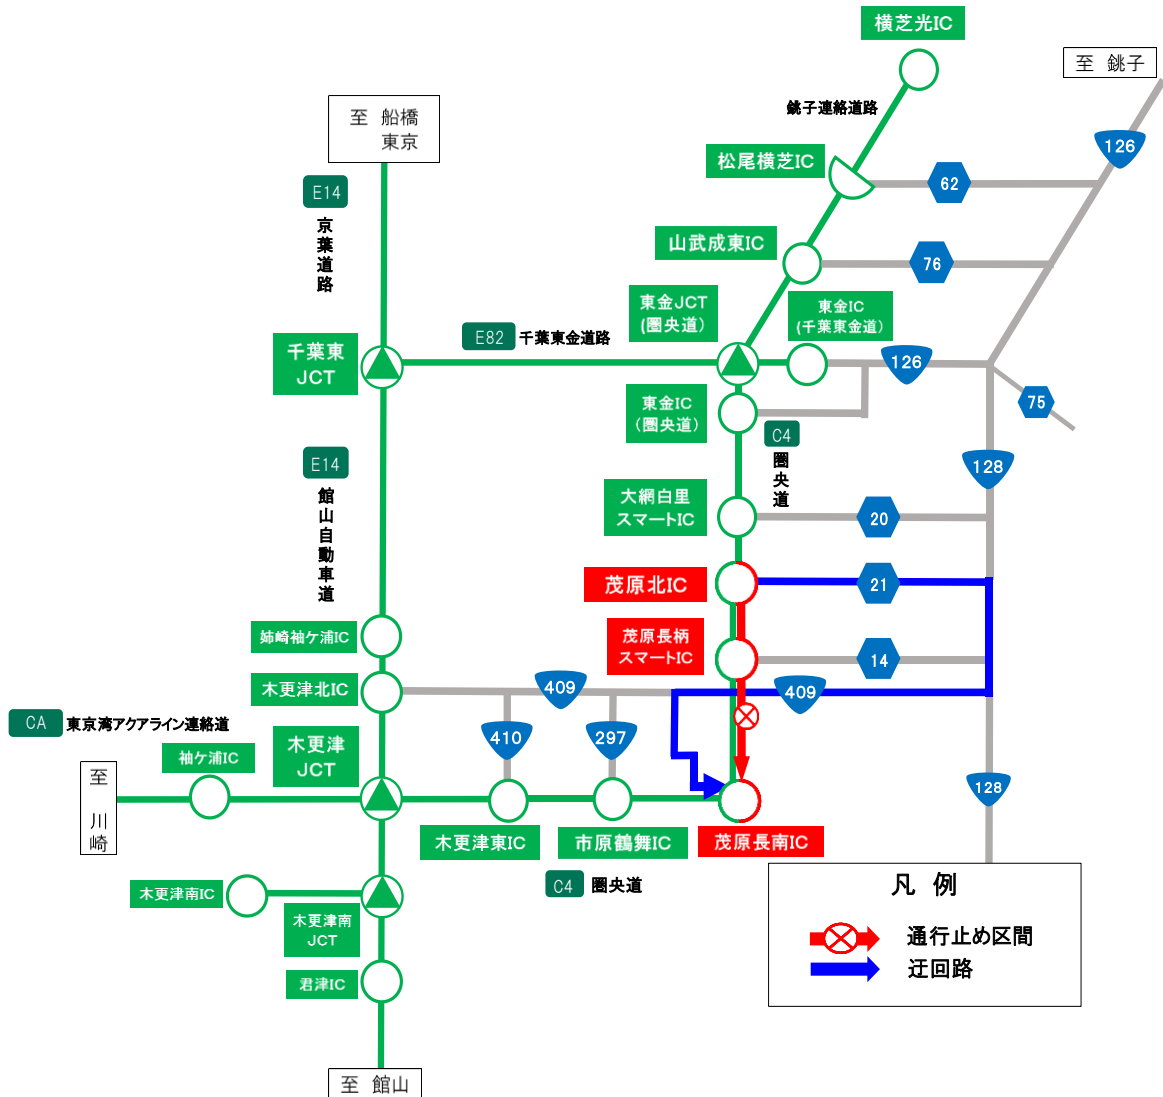 横芝光IC
至 銚子
銚子連絡道路
至 船橋
東京
126
松尾横芝IC
62
E14
京葉道路
山武成東IC
76
東金JCT
(圏央道)
東金IC
(千葉東金道)
E82 千葉東金道路
千葉東
JCT
126
東金IC
(圏央道)
75
C4
圏央道
E14
館山自動車道
128
大網白里
スマートIC
20
茂原北IC
21
姉崎袖ケ浦IC
茂原長柄
スマートIC
14
木更津北IC
409
409
CA 東京湾アクアライン連絡道
410
297
木更津
JCT
袖ケ浦IC
至 川崎
128
木更津東IC
市原鶴舞IC
茂原長南IC
C4 圏央道
木更津南IC
木更津南
JCT
君津IC
至 館山
凡 例
通行止め区間
迂回路